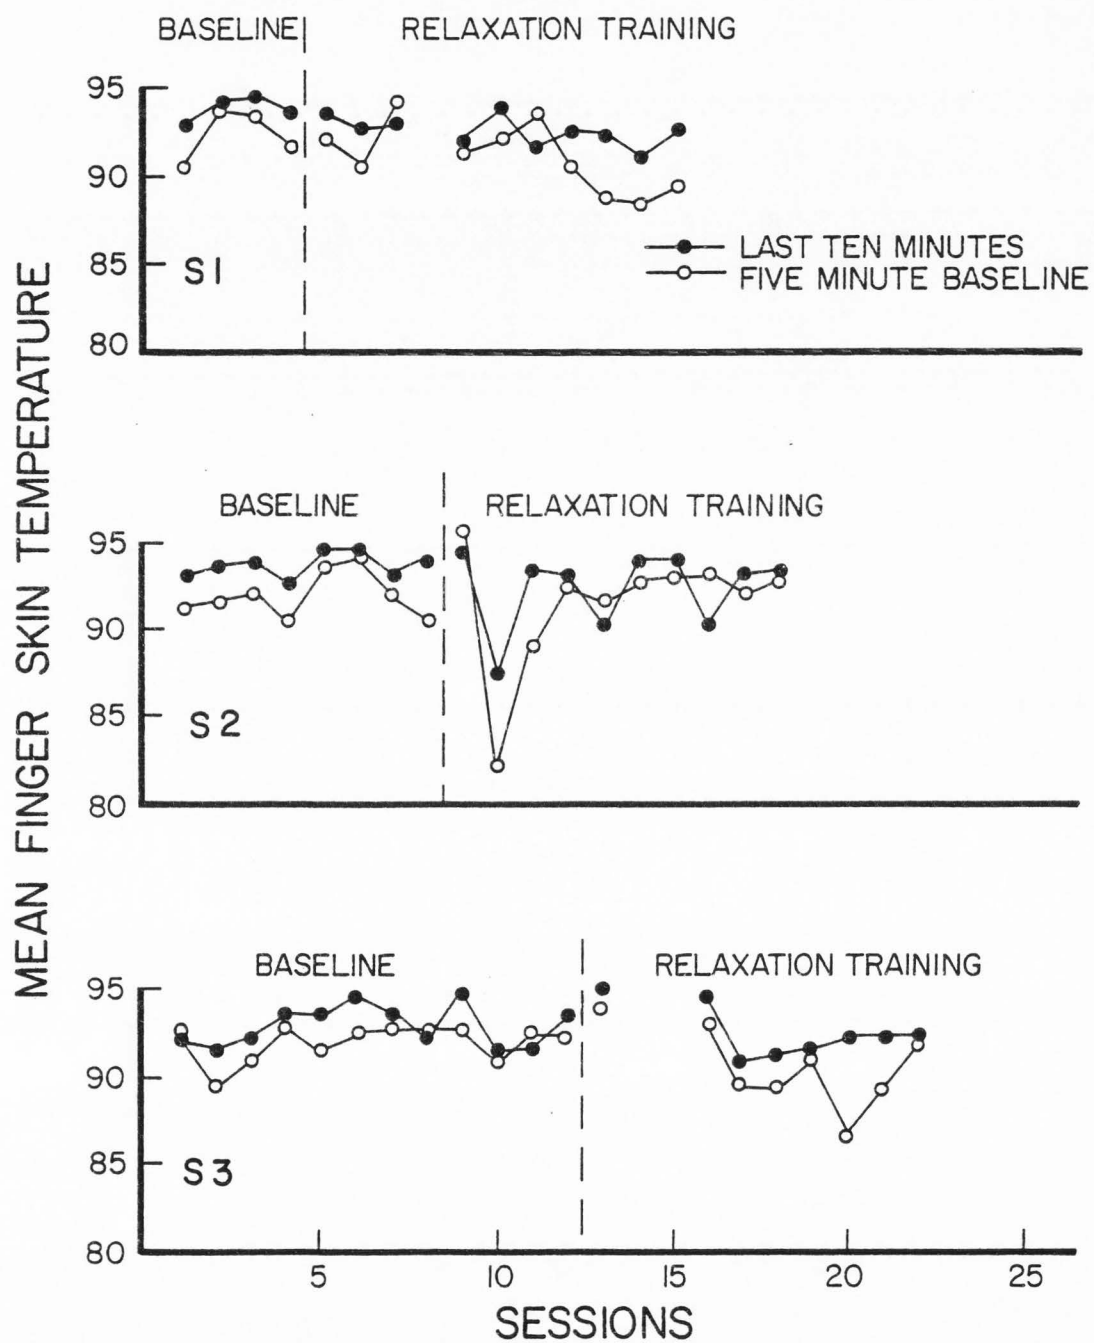 BASELINE RELAXATION TRAINING
95
90
85
80
S1
LAST TEN MINUTES
FIVE MINUTE BASELINE
MEAN FINGER SKIN TEMPERATURE
BASELINE RELAXATION TRAINING
95
90
85
80
S2
BASELINE RELAXATION TRAINING
95
90
85
80
S3
5 10 15 20 25
SESSIONS